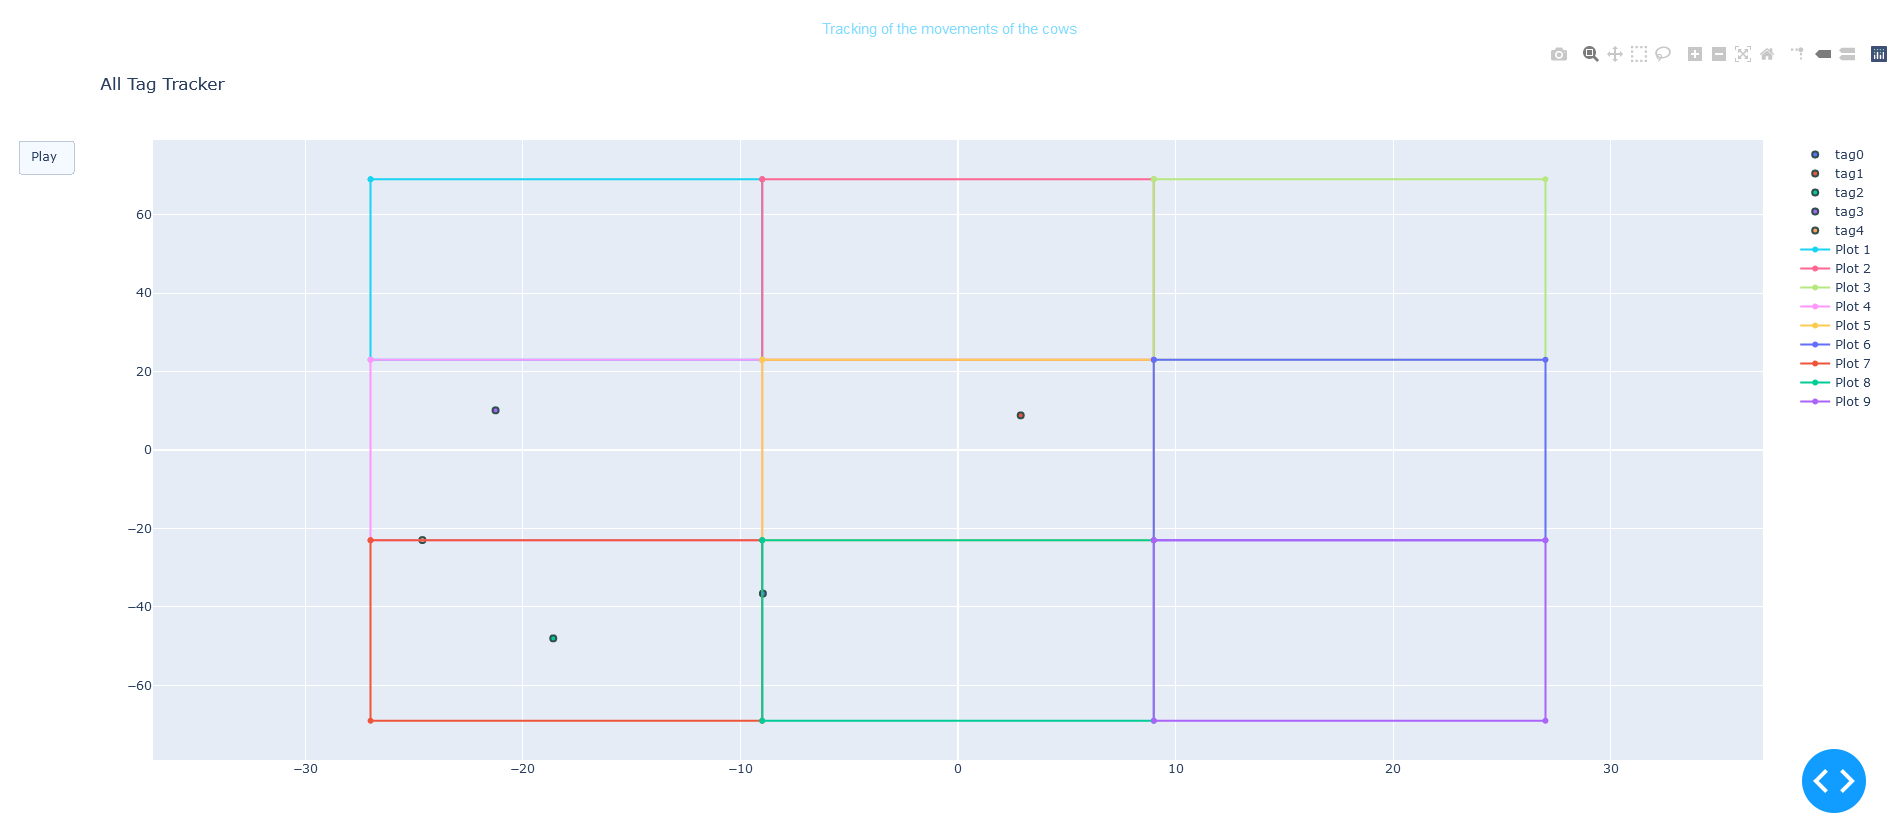 Tracking of the movements of the cows
All Tag Tracker
Play
60
40
20
0
−20
−40
−60
−30
−20
−10
0
10
20
30
tag0
tag1
tag2
tag3
tag4
Plot 1
Plot 2
Plot 3
Plot 4
Plot 5
Plot 6
Plot 7
Plot 8
Plot 9